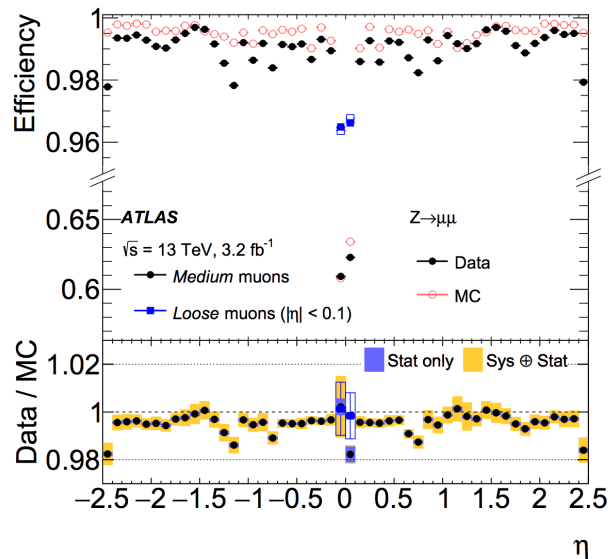 Efficiency
1
0.98
0.96
0.65
0.6
ATLAS
√s = 13 TeV, 3.2 fb⁻¹
Medium muons
Loose muons (|η| < 0.1)
Z→μμ
Data
MC
Data / MC
1.02
1
0.98
Stat only
Sys ⊕ Stat
−2.5 −2 −1.5 −1 −0.5 0 0.5 1 1.5 2 2.5
η